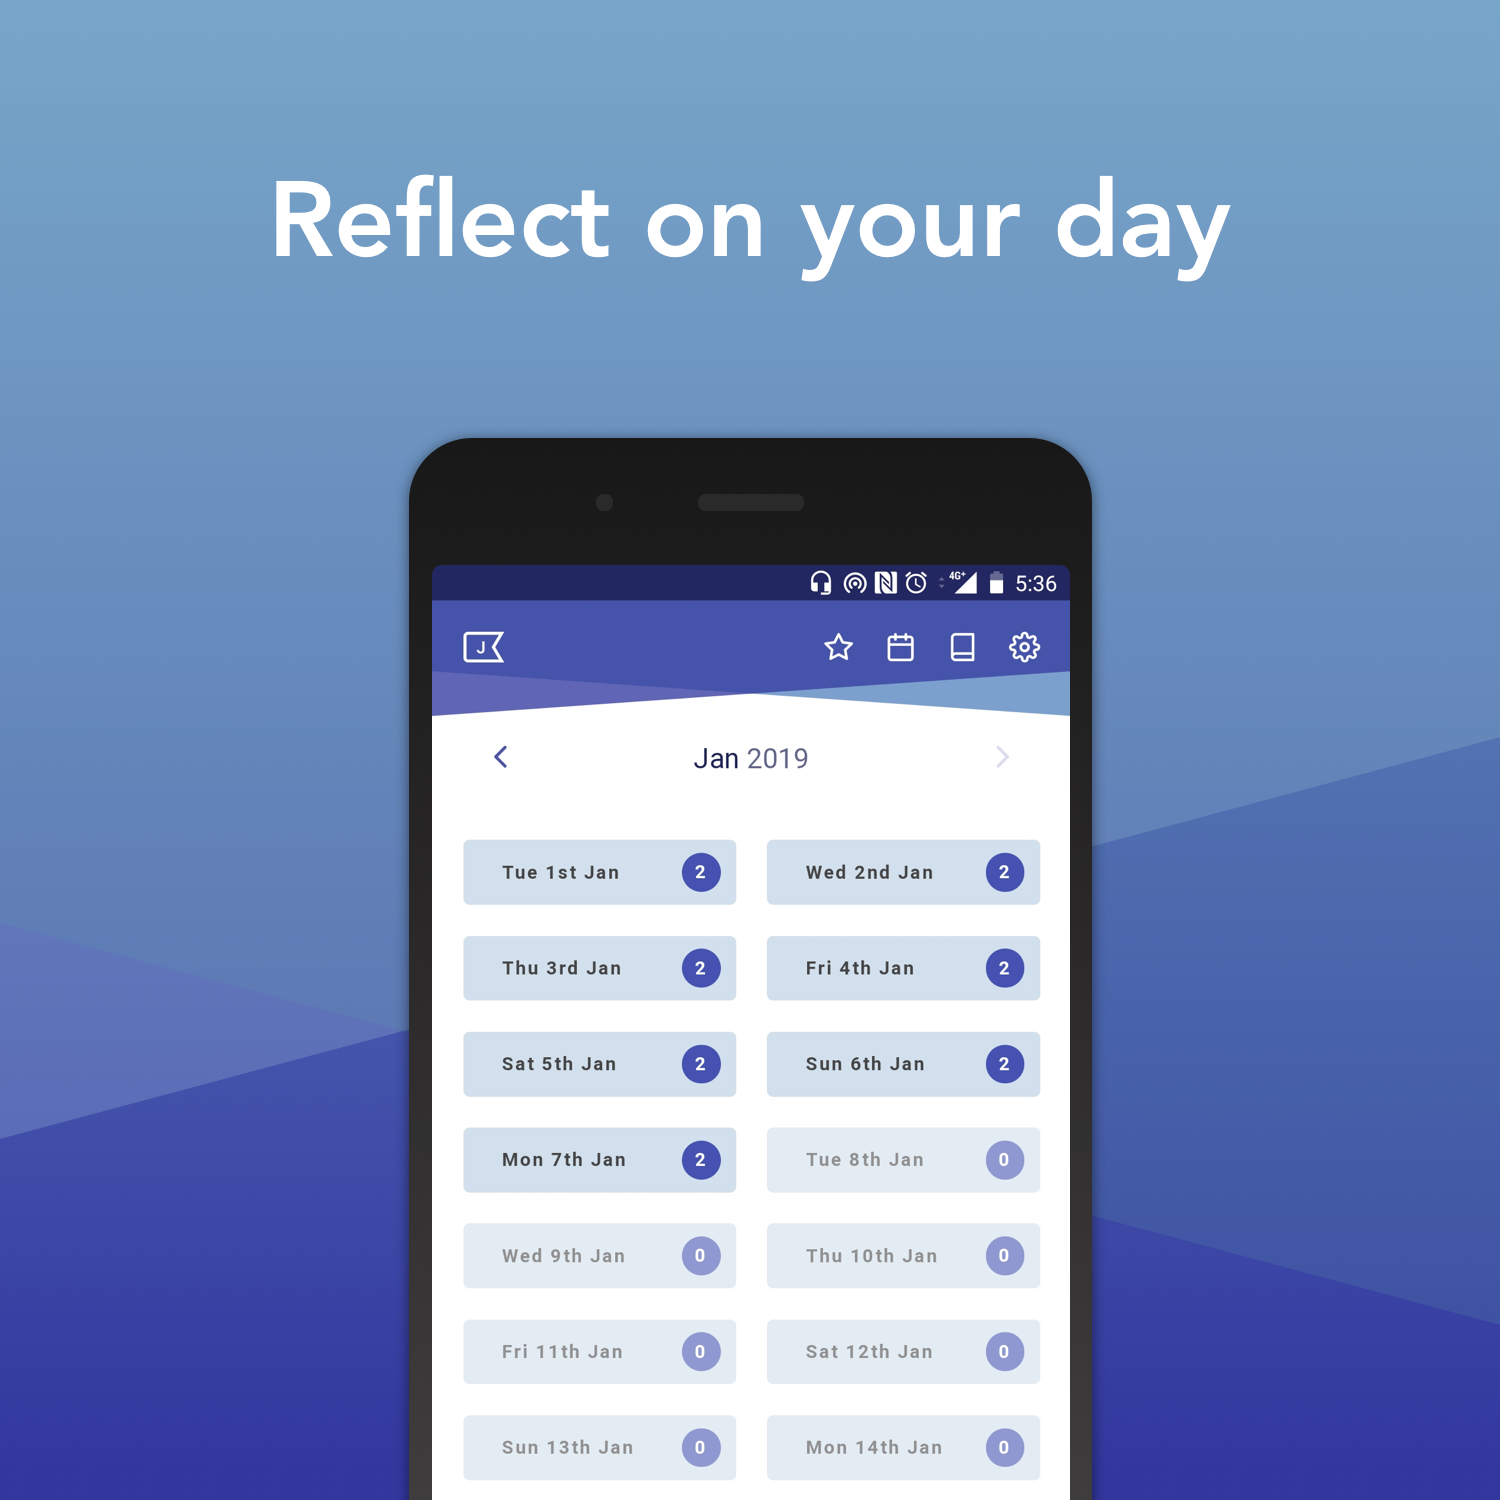 Reflect on your day
4G+ 5:36
J
Jan 2019
Tue 1st Jan 2
Wed 2nd Jan 2
Thu 3rd Jan 2
Fri 4th Jan 2
Sat 5th Jan 2
Sun 6th Jan 2
Mon 7th Jan 2
Tue 8th Jan 0
Wed 9th Jan 0
Thu 10th Jan 0
Fri 11th Jan 0
Sat 12th Jan 0
Sun 13th Jan 0
Mon 14th Jan 0